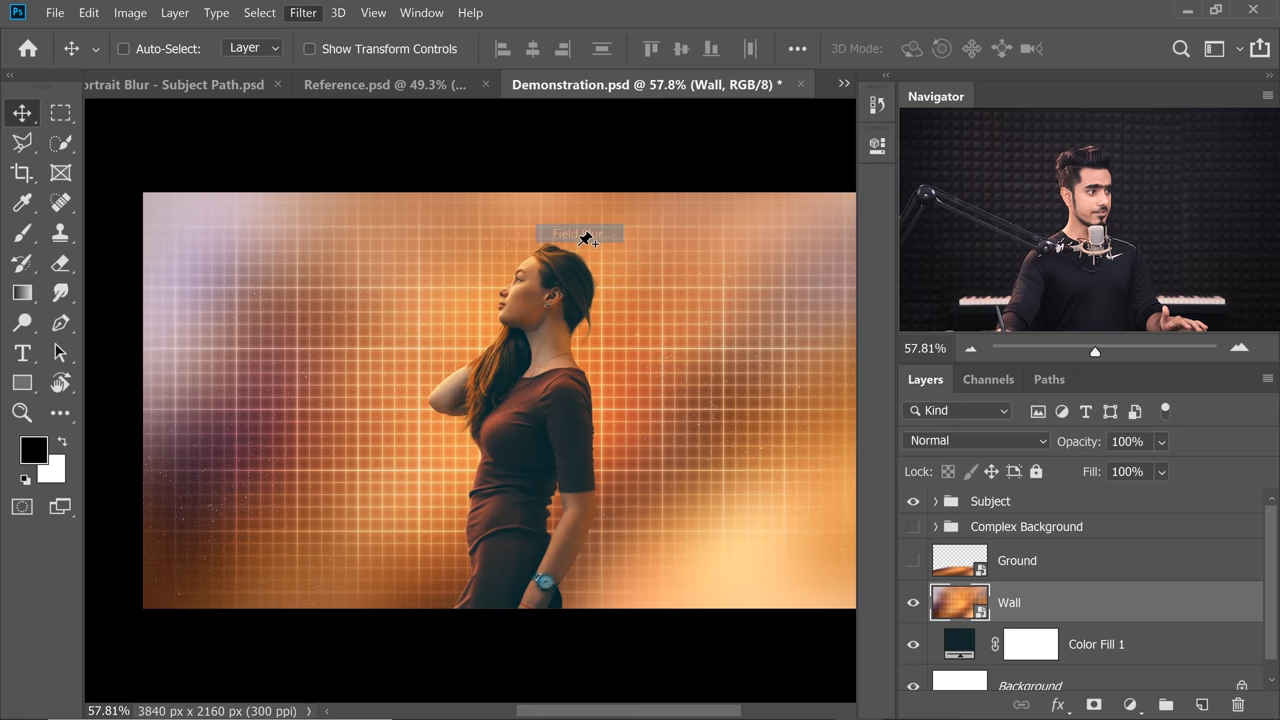 Ps File Edit Image Layer Type Select Filter 3D View Window Help
Auto-Select: Layer Show Transform Controls 3D Mode:
ortrait Blur - Subject Path.psd Reference.psd @ 49.3% (... Demonstration.psd @ 57.8% (Wall, RGB/8) *
Navigator
Field
57.81%
Layers Channels Paths
Kind
Normal Opacity: 100%
Lock: Fill: 100%
Subject
Complex Background
Ground
Wall
Color Fill 1
Background
57.81% 3840 px x 2160 px (300 ppi)